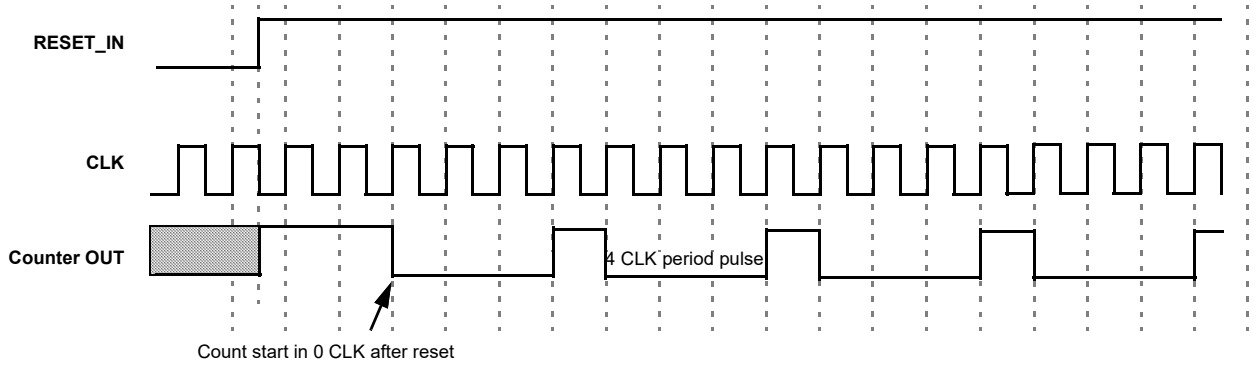 RESET_IN
CLK
Counter OUT
4 CLK period pulse
Count start in 0 CLK after reset